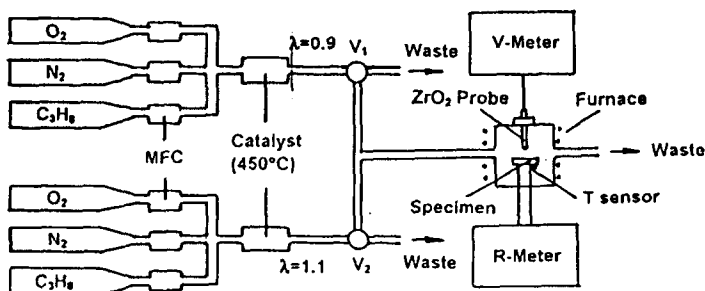 O₂
N₂
C₃H₈
MFC
O₂
N₂
C₃H₈
Catalyst
(450°C)
λ=0.9
λ=1.1
V₁
V₂
Waste
Waste
V-Meter
ZrO₂ Probe
Furnace
Waste
Specimen
T sensor
R-Meter